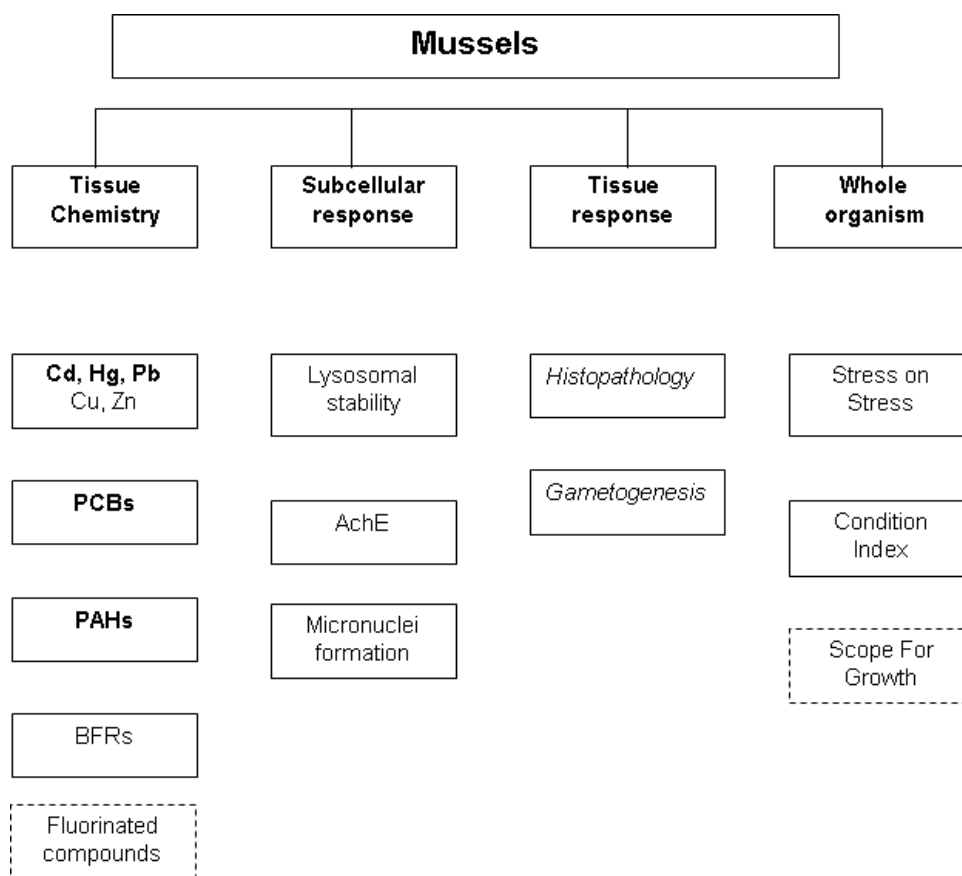 Mussels
Tissue
Chemistry
Subcellular
response
Tissue
response
Whole
organism
Cd, Hg, Pb
Cu, Zn
Lysosomal
stability
Histopathology
Stress on
Stress
PCBs
AchE
Gametogenesis
Condition
Index
PAHs
Micronuclei
formation
Scope For
Growth
BFRs
Fluorinated
compounds